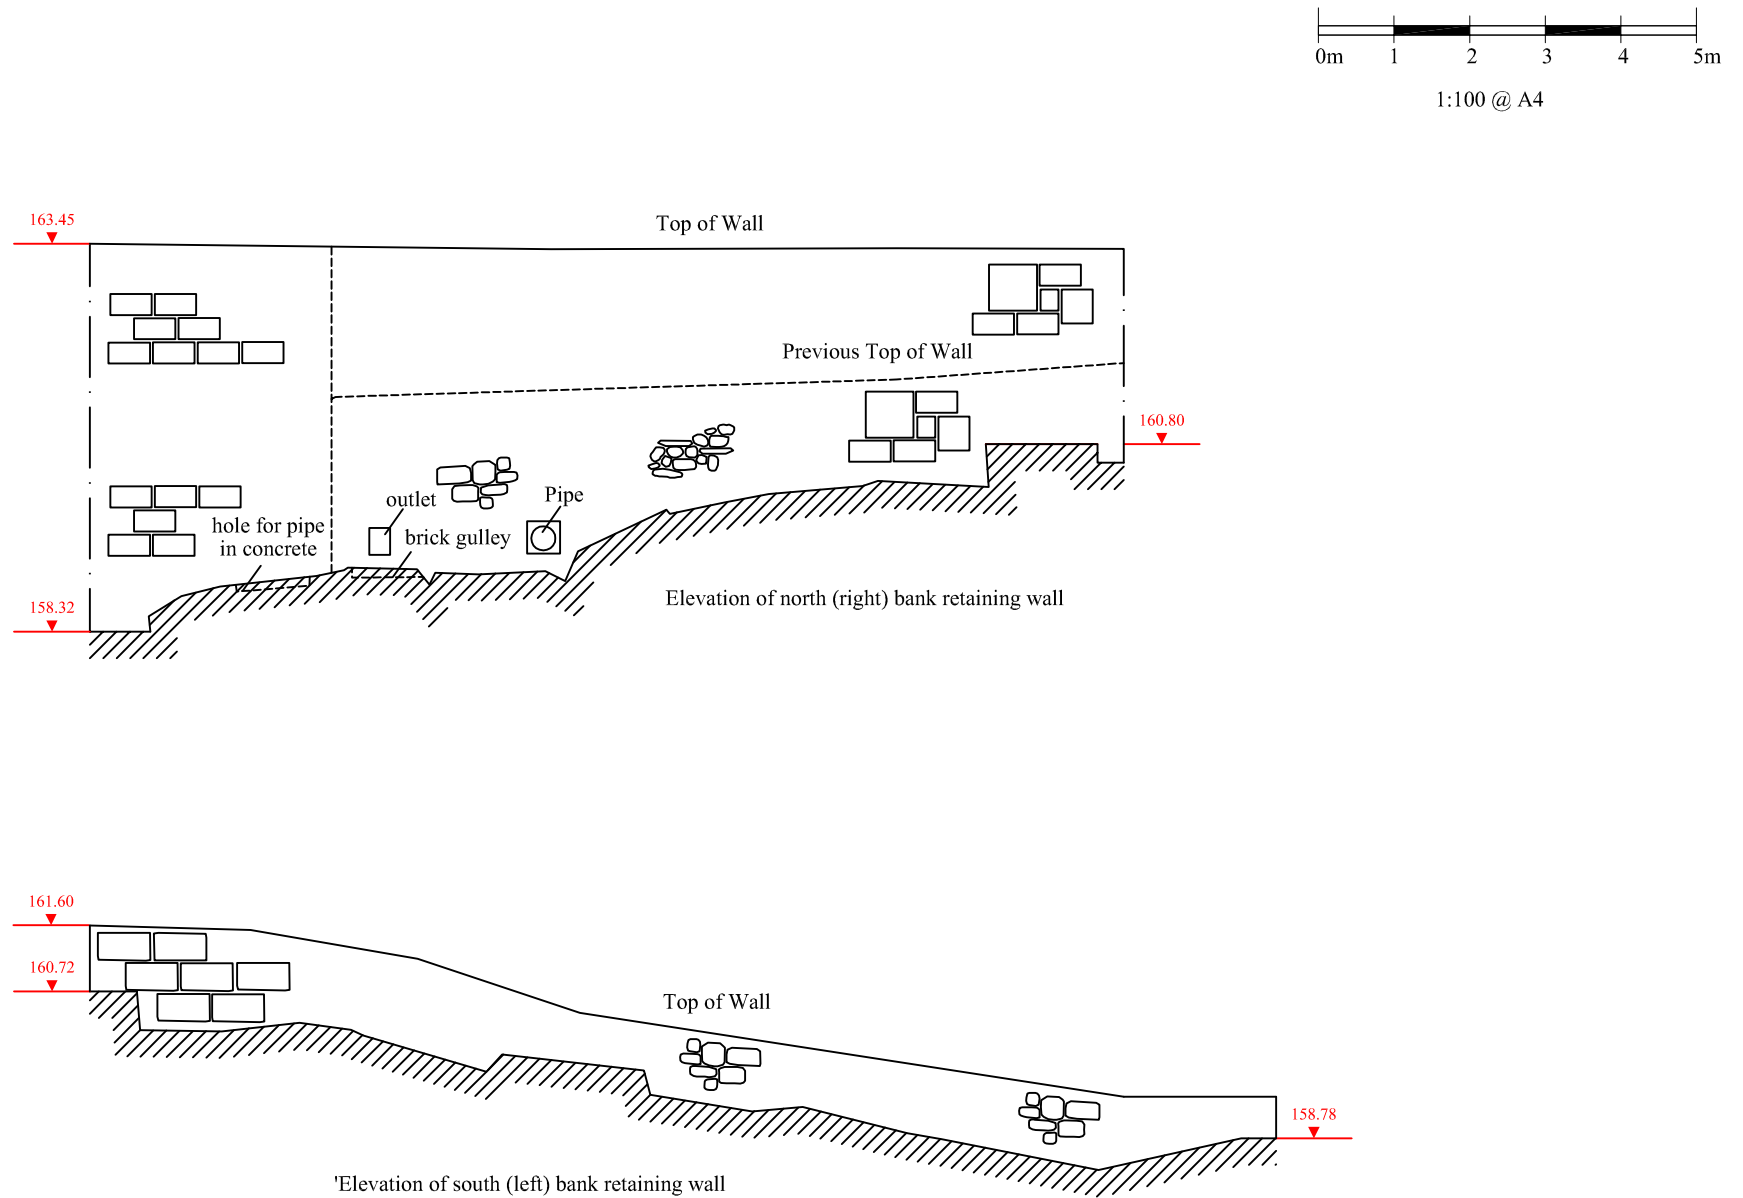 0m 1 2 3 4 5m
1:100 @ A4
163.45
Top of Wall
Previous Top of Wall
160.80
outlet
Pipe
hole for pipe
in concrete
brick gulley
158.32
Elevation of north (right) bank retaining wall
161.60
160.72
Top of Wall
158.78
'Elevation of south (left) bank retaining wall